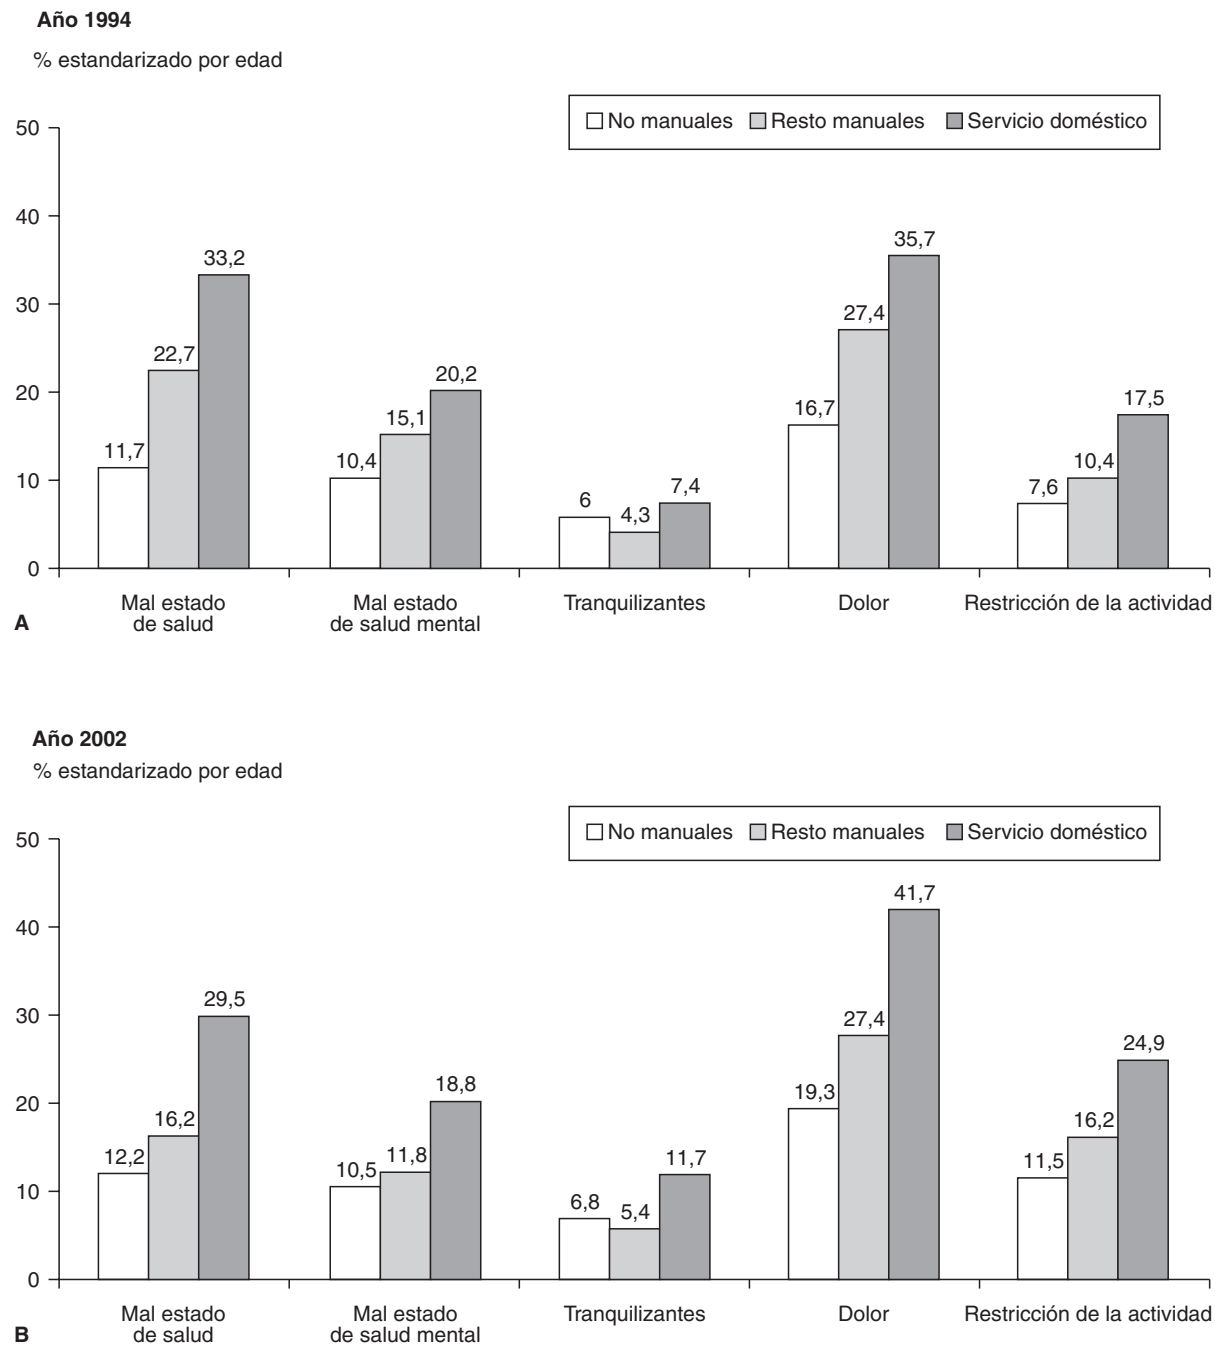 Año 1994
% estandarizado por edad
No manuales Resto manuales Servicio doméstico
50
40
30
20
10
0
11,7 22,7 33,2
10,4 15,1 20,2
6 4,3 7,4
16,7 27,4 35,7
7,6 10,4 17,5
Mal estado
de salud
Mal estado
de salud mental
Tranquilizantes
Dolor
Restricción de la actividad
A
Año 2002
% estandarizado por edad
No manuales Resto manuales Servicio doméstico
50
40
30
20
10
0
12,2 16,2 29,5
10,5 11,8 18,8
6,8 5,4 11,7
19,3 27,4 41,7
11,5 16,2 24,9
Mal estado
de salud
Mal estado
de salud mental
Tranquilizantes
Dolor
Restricción de la actividad
B